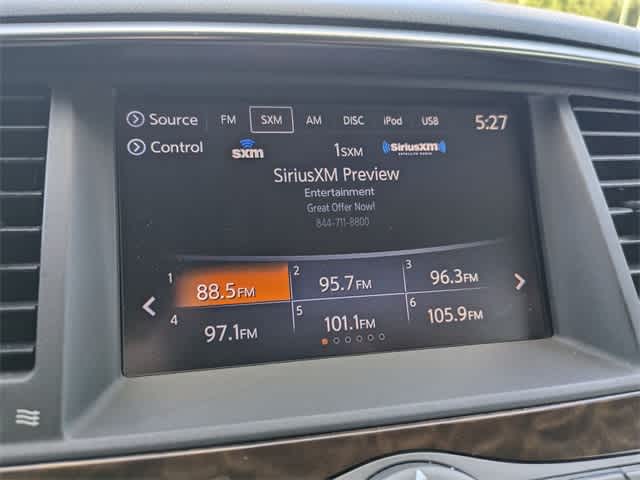 Source FM SXM AM DISC iPod USB 5:27
Control sxm 1SXM SiriusXM
SATELLITE RADIO
SiriusXM Preview
Entertainment
Great Offer Now!
844-711-8800
1 88.5FM 2 95.7FM 3 96.3FM
4 97.1FM 5 101.1FM 6 105.9FM